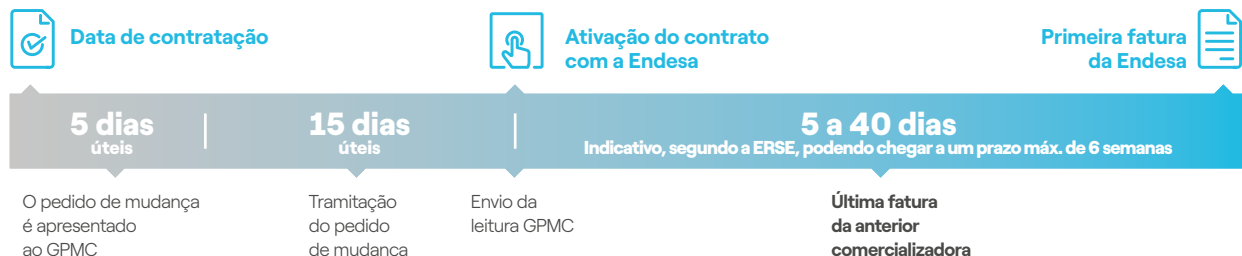 Data de contratação
Ativação do contrato
com a Endesa
Primeira fatura
da Endesa
5 dias
úteis
15 dias
úteis
5 a 40 dias
Indicativo, segundo a ERSE, podendo chegar a um prazo máx. de 6 semanas
O pedido de mudança
é apresentado
ao GPMC
Tramitação
do pedido
de mudança
Envio da
leitura GPMC
Última fatura
da anterior
comercializadora